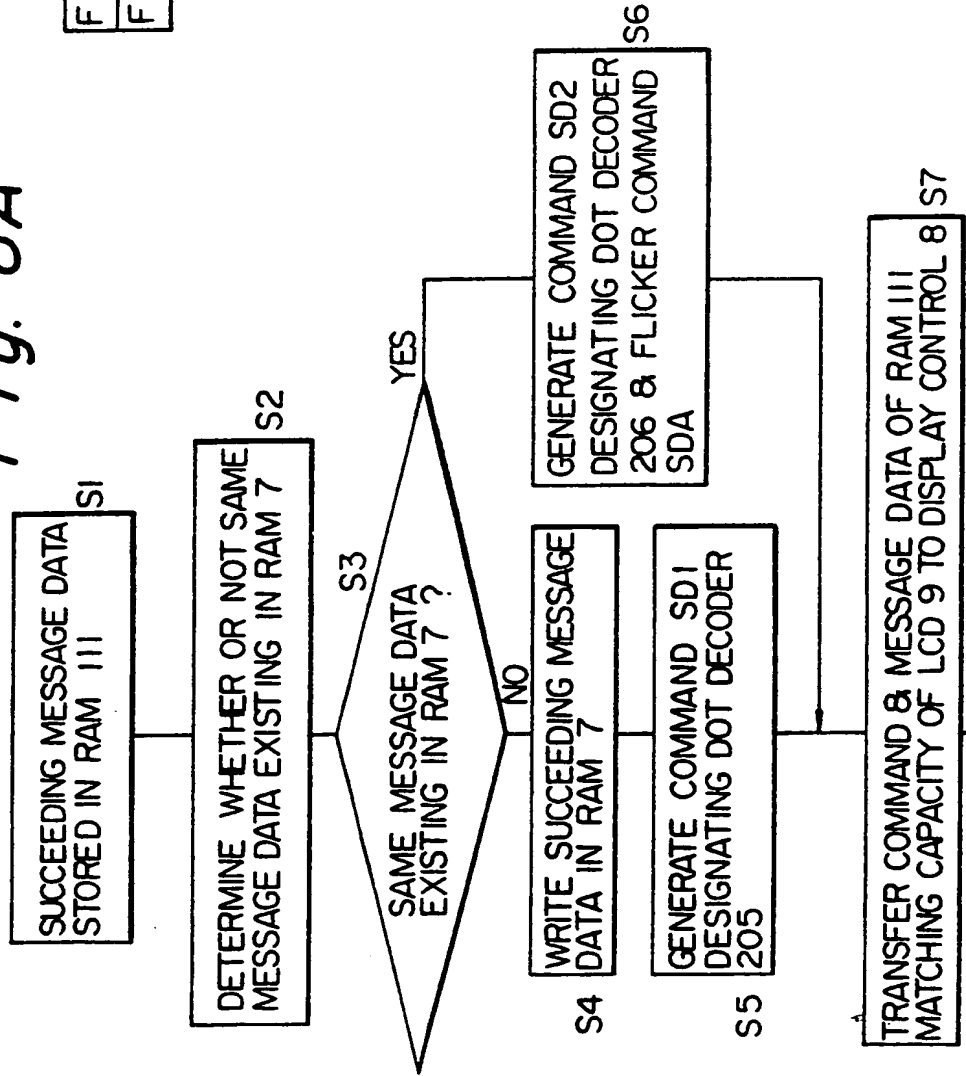 F
F
SUCCEEDING MESSAGE DATA
STORED IN RAM 111
S1
DETERMINE WHETHER OR NOT SAME
MESSAGE DATA EXISTING IN RAM 7
S2
S3
SAME MESSAGE DATA
EXISTING IN RAM 7 ?
YES
NO
WRITE SUCCEEDING MESSAGE
DATA IN RAM 7
S4
GENERATE COMMAND SD1
DESIGNATING DOT DECODER
205
S5
GENERATE COMMAND SD2
DESIGNATING DOT DECODER
206 & FLICKER COMMAND
SDA
S6
TRANSFER COMMAND & MESSAGE DATA OF RAM 111
MATCHING CAPACITY OF LCD 9 TO DISPLAY CONTROL 8
S7